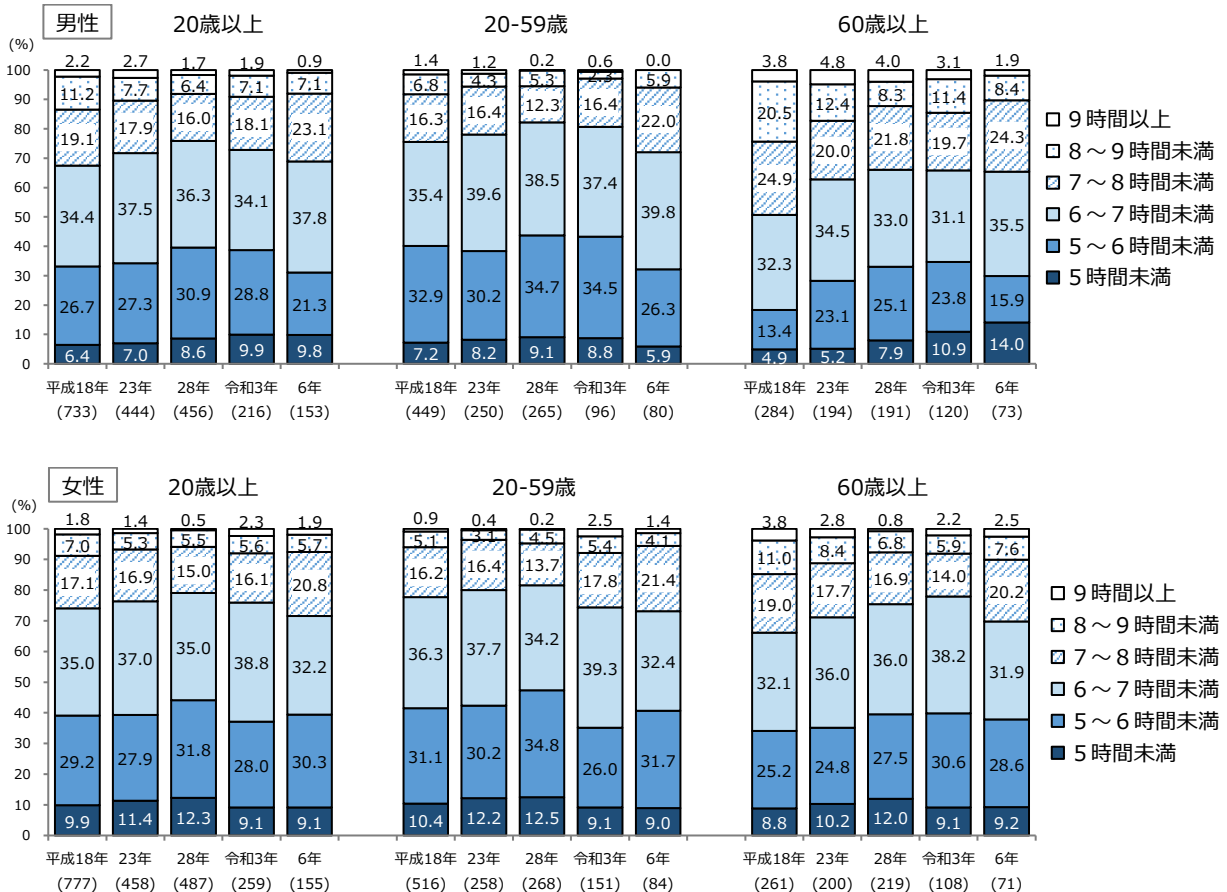 男性 20歳以上 20-59歳 60歳以上
(%)
2.2 2.7 1.7 1.9 0.9 1.4 1.2 0.2 0.6 0.0 3.8 4.8 4.0 3.1 1.9
100 11.2 7.7 6.4 7.1 7.1 6.8 4.3 5.3 2.3 5.9 20.5 12.4 8.3 11.4 8.4
90
80 19.1 17.9 16.0 18.1 23.1 16.3 16.4 12.3 16.4 22.0 24.9 20.0 21.8 19.7 24.3
70
60
50 34.4 37.5 36.3 34.1 37.8 35.4 39.6 38.5 37.4 39.8 32.3 34.5 33.0 31.1 35.5
40
30
20 26.7 27.3 30.9 28.8 21.3 32.9 30.2 34.7 34.5 26.3 13.4 23.1 25.1 23.8 15.9
10
0 6.4 7.0 8.6 9.9 9.8 7.2 8.2 9.1 8.8 5.9 4.9 5.2 7.9 10.9 14.0
平成18年 23年 28年 令和3年 6年 平成18年 23年 28年 令和3年 6年 平成18年 23年 28年 令和3年 6年
(733) (444) (456) (216) (153) (449) (250) (265) (96) (80) (284) (194) (191) (120) (73)
9時間以上
8~9時間未満
7~8時間未満
6~7時間未満
5~6時間未満
5時間未満
女性 20歳以上 20-59歳 60歳以上
(%)
1.8 1.4 0.5 2.3 1.9 0.9 0.4 0.2 2.5 1.4 3.8 2.8 0.8 2.2 2.5
100 7.0 5.3 5.5 5.6 5.7 5.1 3.1 4.5 5.4 4.1 11.0 8.4 6.8 5.9 7.6
90
80 17.1 16.9 15.0 16.1 20.8 16.2 16.4 13.7 17.8 21.4 19.0 17.7 16.9 14.0 20.2
70
60
50 35.0 37.0 35.0 38.8 32.2 36.3 37.7 34.2 39.3 32.4 32.1 36.0 36.0 38.2 31.9
40
30
20 29.2 27.9 31.8 28.0 30.3 31.1 30.2 34.8 26.0 31.7 25.2 24.8 27.5 30.6 28.6
10
0 9.9 11.4 12.3 9.1 9.1 10.4 12.2 12.5 9.1 9.0 8.8 10.2 12.0 9.1 9.2
平成18年 23年 28年 令和3年 6年 平成18年 23年 28年 令和3年 6年 平成18年 23年 28年 令和3年 6年
(777) (458) (487) (259) (155) (516) (258) (268) (151) (84) (261) (200) (219) (108) (71)
9時間以上
8~9時間未満
7~8時間未満
6~7時間未満
5~6時間未満
5時間未満